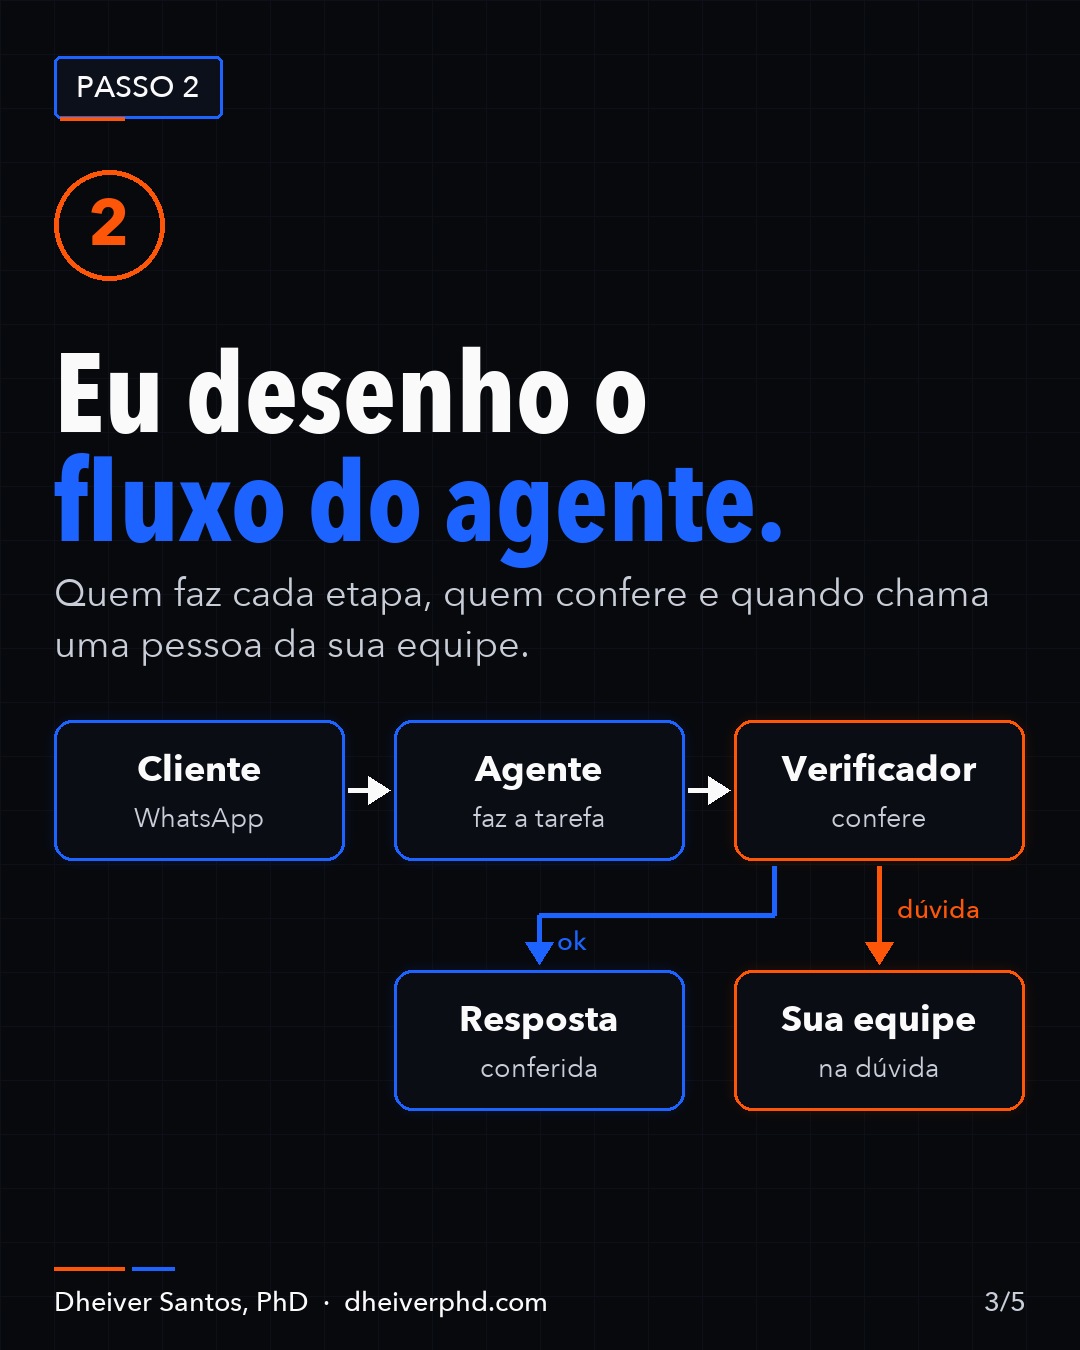 PASSO 2
2
Eu desenho o
fluxo do agente.
Quem faz cada etapa, quem confere e quando chama
uma pessoa da sua equipe.
Cliente
WhatsApp
Agente
faz a tarefa
Verificador
confere
dúvida
ok
Resposta
conferida
Sua equipe
na dúvida
Dheiver Santos, PhD · dheiverphd.com
3/5